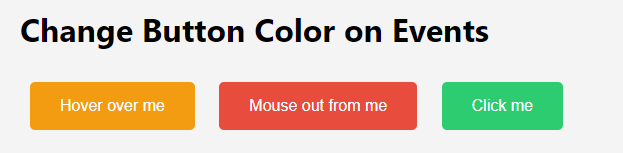 Change Button Color on Events
Hover over me
Mouse out from me
Click me